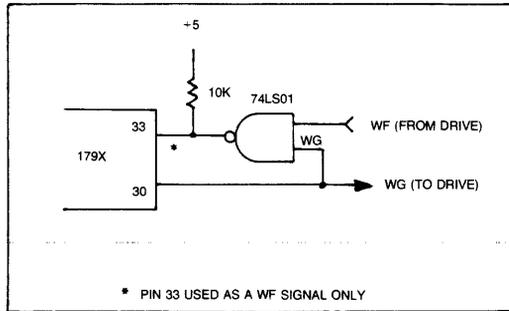 +5
10K
74LS01
33
WF (FROM DRIVE)
WG
*
179X
30
WG (TO DRIVE)
* PIN 33 USED AS A WF SIGNAL ONLY